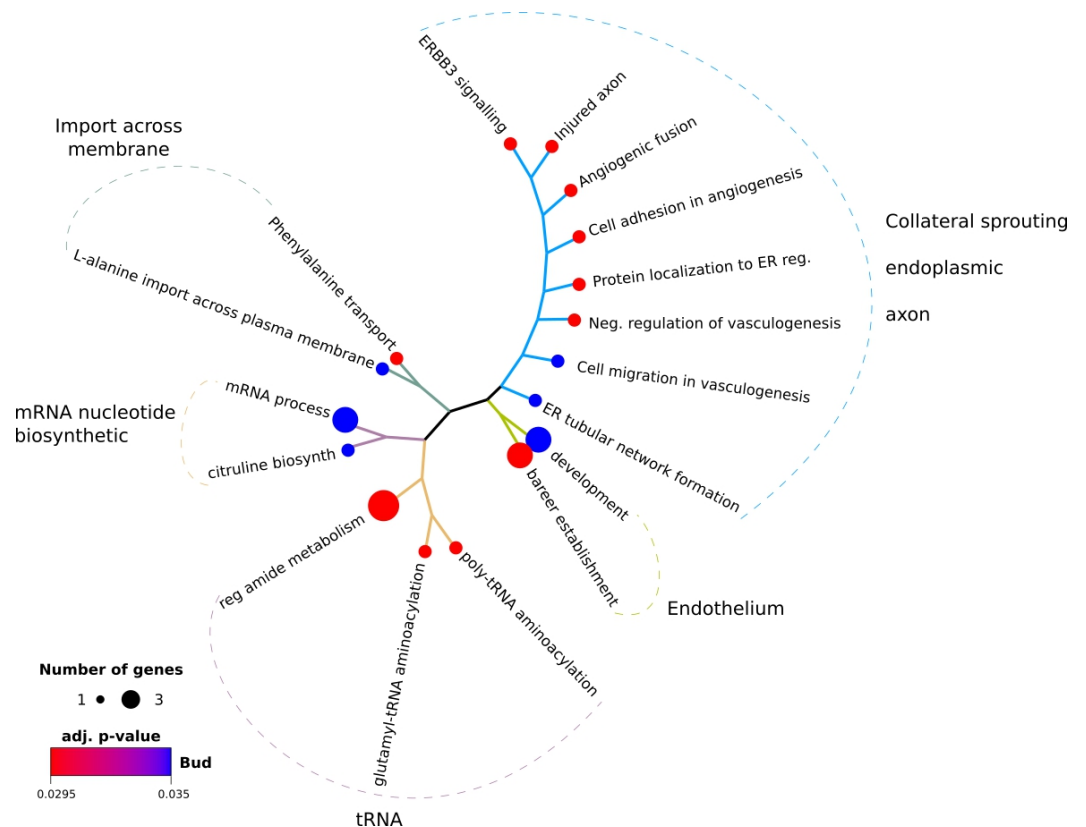 ERBB3 signalling
Injured axon
Angiogenic fusion
Cell adhesion in angiogenesis
Protein localization to ER reg.
Neg. regulation of vasculogenesis
Cell migration in vasculogenesis
ER tubular network formation
Collateral sprouting
endoplasmic
axon
Import across
membrane
Phenylalanine transport
L-alanine import across plasma membrane
mRNA nucleotide
biosynthetic
mRNA process
citruline biosynth
development
bareer establishment
Endothelium
reg amide metabolism
glutamyl-tRNA aminoacylation
poly-tRNA aminoacylation
tRNA
Number of genes
1 3
adj. p-value
Bud
0.0295 0.035